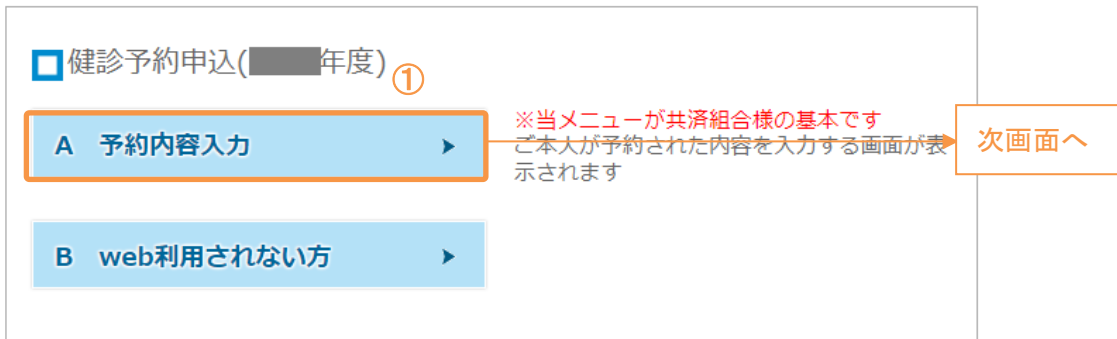 健診予約申込(年度)
①
A 予約内容入力
※当メニューが共済組合様の基本です
ご本人が予約された内容を入力する画面が表
示されます
次画面へ
B web利用されない方